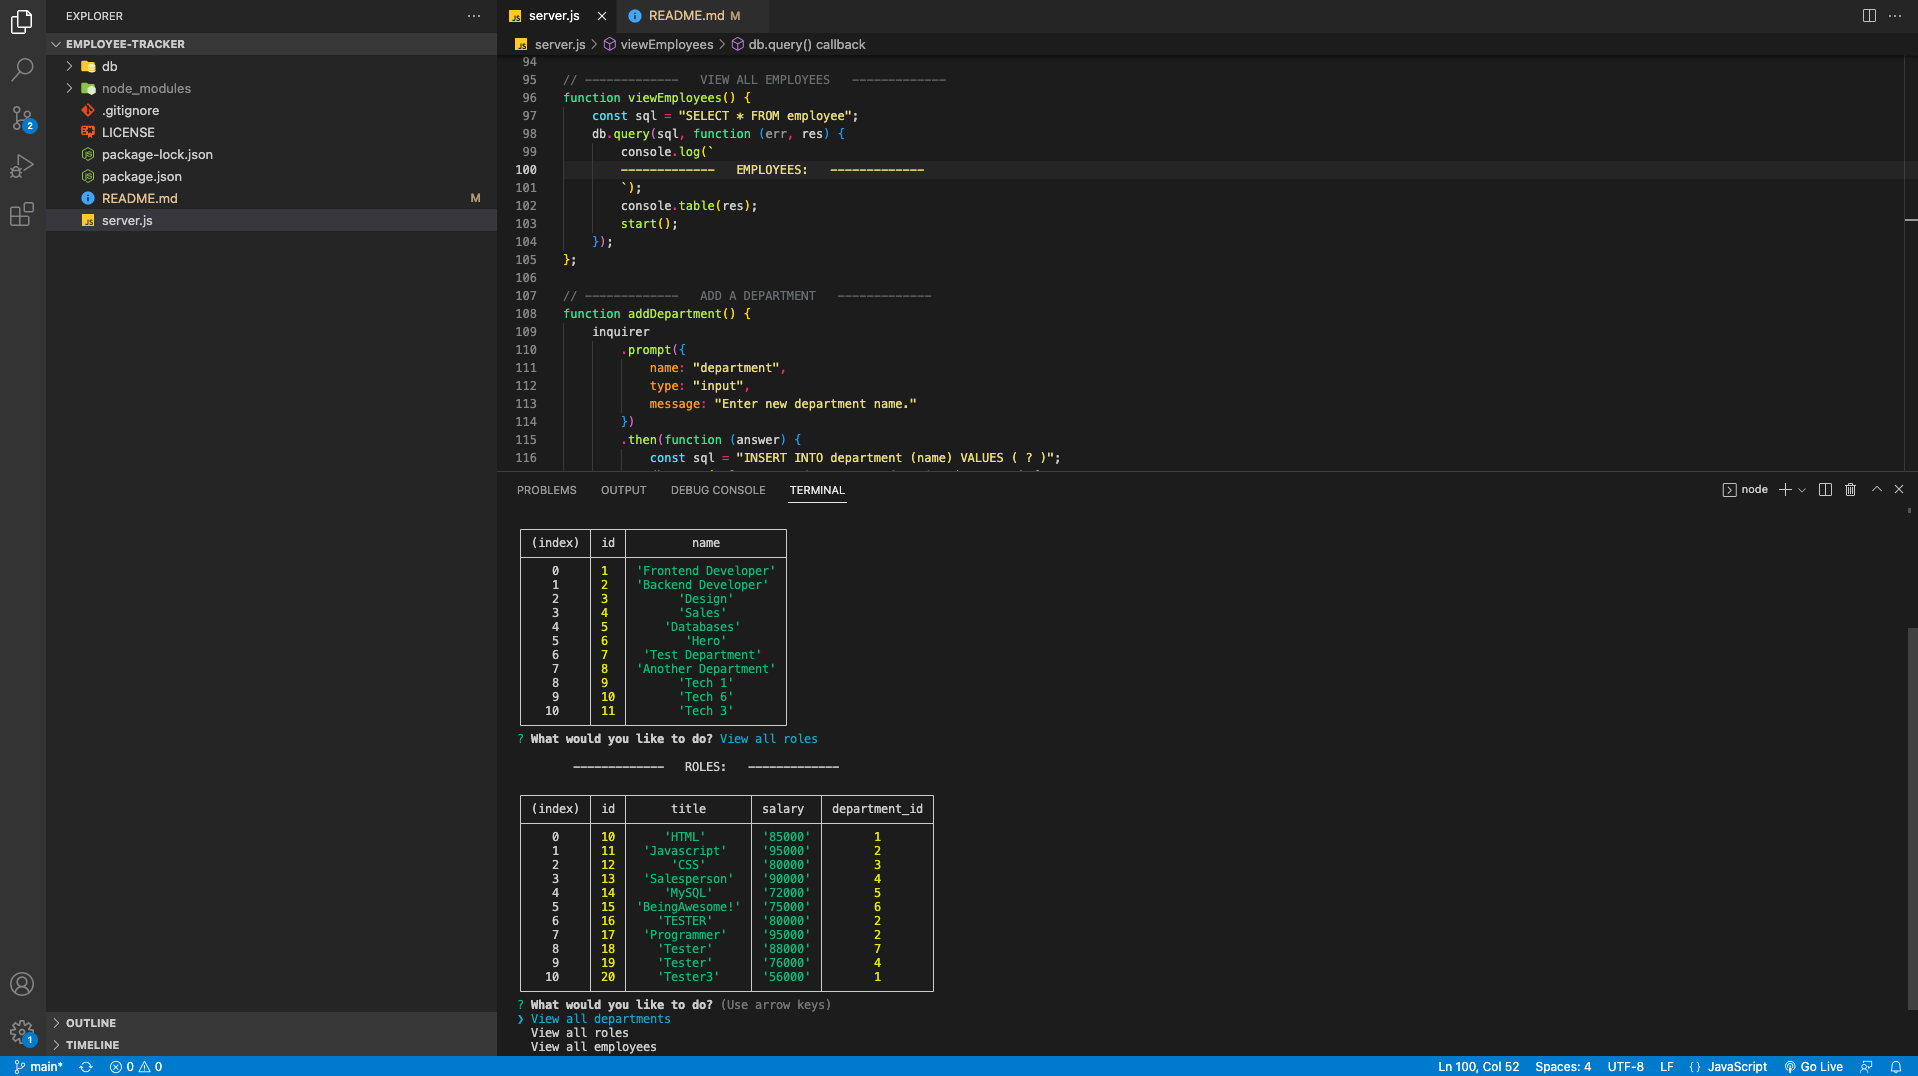 EXPLORER
EMPLOYEE-TRACKER
db
node_modules
.gitignore
LICENSE
package-lock.json
package.json
README.md M
server.js
2
1
OUTLINE
TIMELINE
server.js README.md M
server.js > viewEmployees > db.query() callback
94
95 // ------------- VIEW ALL EMPLOYEES -------------
96 function viewEmployees() {
97 const sql = "SELECT * FROM employee";
98 db.query(sql, function (err, res) {
99 console.log(`
100 ------------- EMPLOYEES: -------------
101 `);
102 console.table(res);
103 start();
104 });
105 };
106
107 // ------------- ADD A DEPARTMENT -------------
108 function addDepartment() {
109 inquirer
110 .prompt({
111 name: "department",
112 type: "input",
113 message: "Enter new department name."
114 })
115 .then(function (answer) {
116 const sql = "INSERT INTO department (name) VALUES ( ? )";
PROBLEMS OUTPUT DEBUG CONSOLE TERMINAL node
(index) id name
0 1 'Frontend Developer'
1 2 'Backend Developer'
2 3 'Design'
3 4 'Sales'
4 5 'Databases'
5 6 'Hero'
6 7 'Test Department'
7 8 'Another Department'
8 9 'Tech 1'
9 10 'Tech 6'
10 11 'Tech 3'
? What would you like to do? View all roles
------------- ROLES: -------------
(index) id title salary department_id
0 10 'HTML' '85000' 1
1 11 'Javascript' '95000' 2
2 12 'CSS' '80000' 3
3 13 'Salesperson' '90000' 4
4 14 'MySQL' '72000' 5
5 15 'BeingAwesome!' '75000' 6
6 16 'TESTER' '80000' 2
7 17 'Programmer' '95000' 2
8 18 'Tester' '88000' 7
9 19 'Tester' '76000' 4
10 20 'Tester3' '56000' 1
? What would you like to do? (Use arrow keys)
❯ View all departments
View all roles
View all employees
main* 0 0 Ln 100, Col 52 Spaces: 4 UTF-8 LF {} JavaScript Go Live